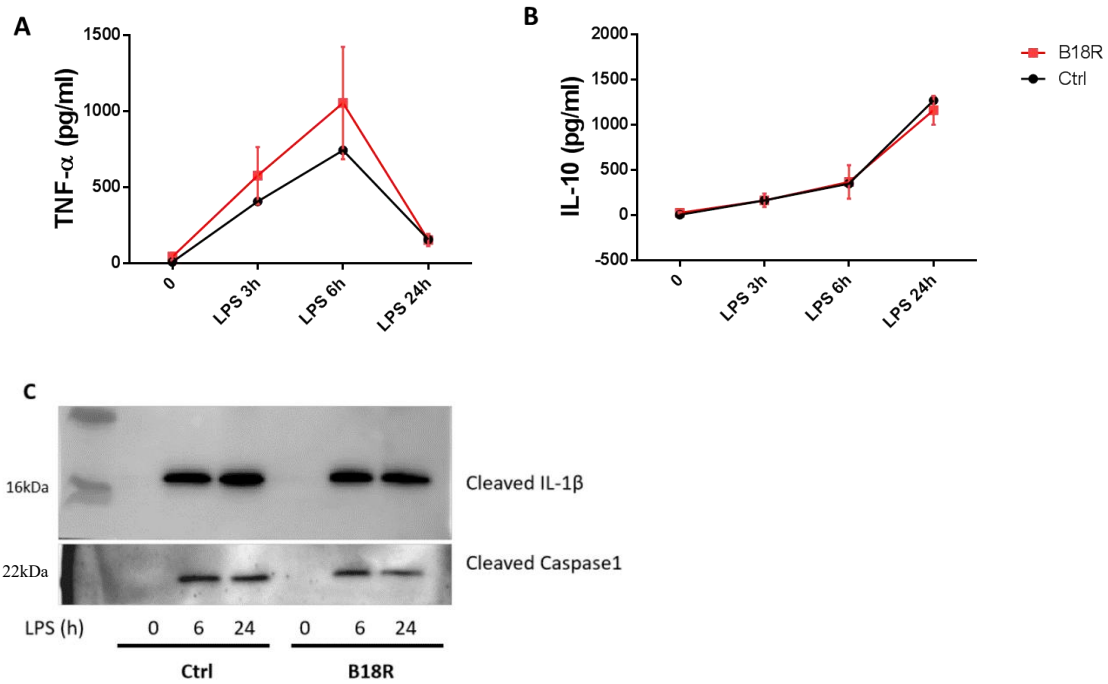 A
TNF-α (pg/ml)
1500
1000
500
0
0
LPS 3h
LPS 6h
LPS 24h
B
IL-10 (pg/ml)
2000
1500
1000
500
0
-500
0
LPS 3h
LPS 6h
LPS 24h
B18R
Ctrl
C
16kDa
Cleaved IL-1β
22kDa
Cleaved Caspase1
LPS (h) 0 6 24 0 6 24
Ctrl B18R